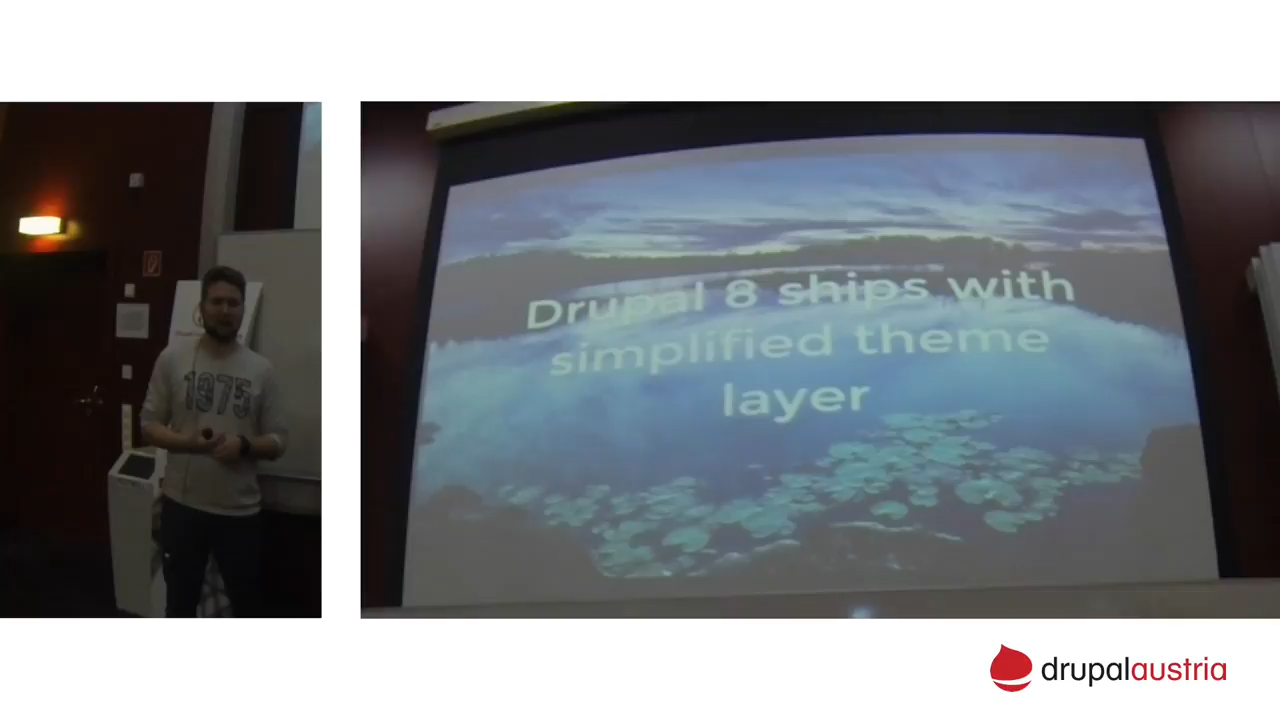 1975
Drupal 8 ships with
simplified theme
layer
drupalaustria